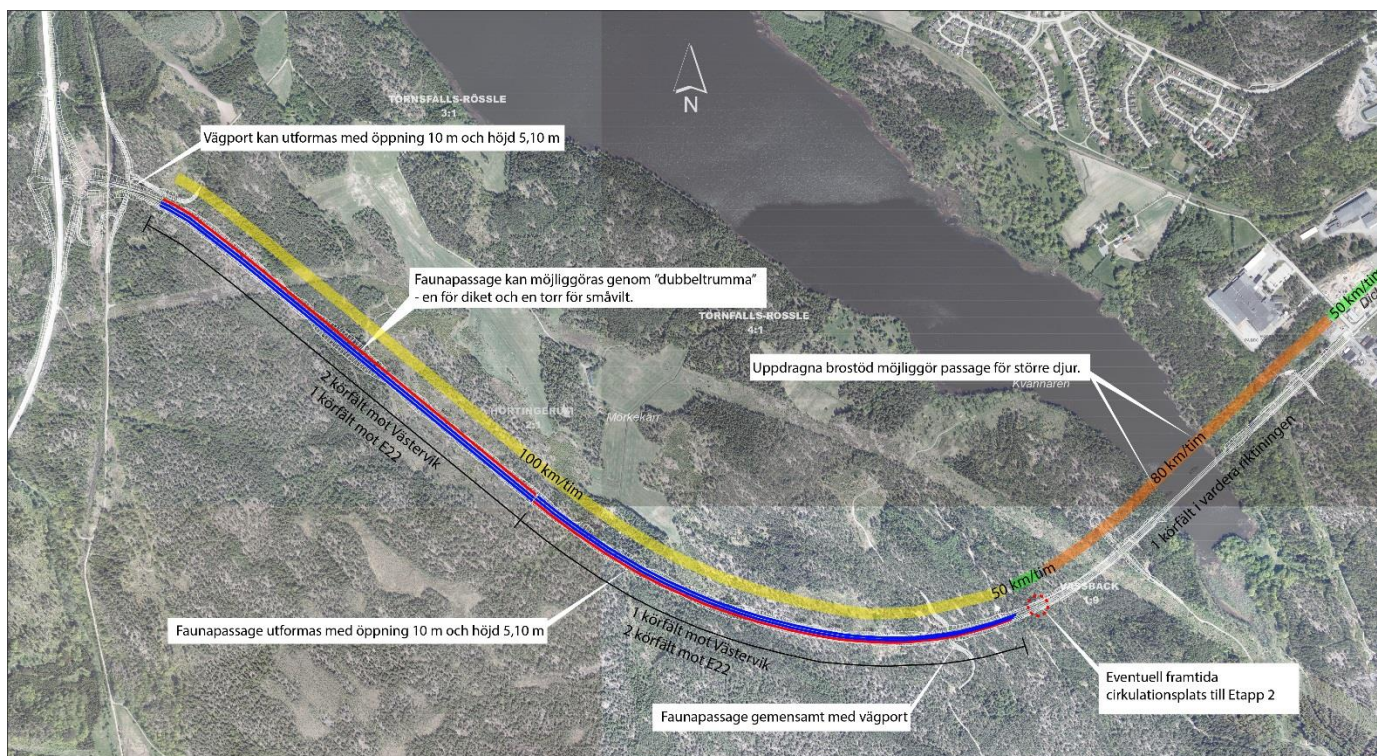 N
TÖRNSFALLS-RÖSSLE
3:1
Vägport kan utformas med öppning 10 m och höjd 5,10 m
Faunapassage kan möjliggöras genom "dubbeltrumma"
- en för diket och en torr för småvilt.
TÖRNFALLS-RÖSSLE
4:1
50 km/tim
Uppdragna brostöd möjliggör passage för större djur.
Kvännaren
2 körfält mot Västervik
1 körfält mot E22
HÖRTINGERUM
Mörkekärr
100 km/tim
80 km/tim
1 körfält i vardera riktningen
50 km/tim
VASSBÄCK
Faunapassage utformas med öppning 10 m och höjd 5,10 m
1 körfält mot Västervik
2 körfält mot E22
Eventuell framtida
cirkulationsplats till Etapp 2
Faunapassage gemensamt med vägport